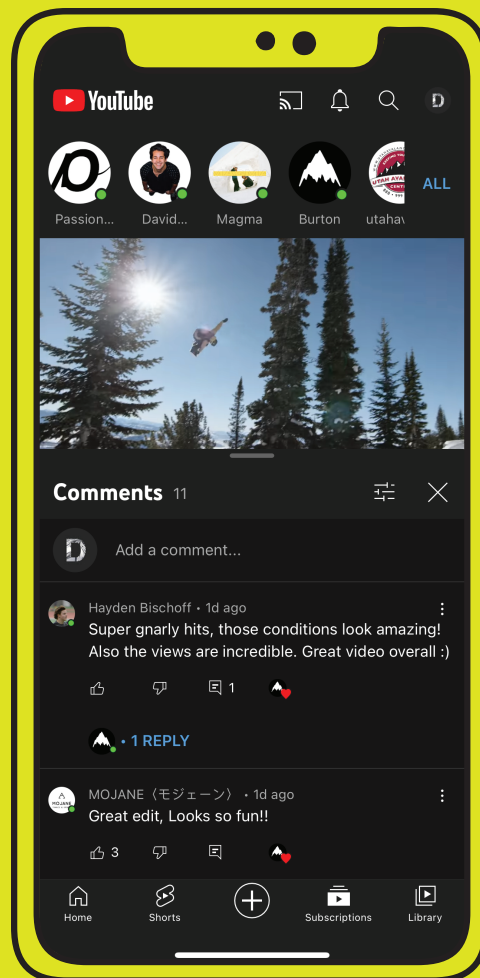 YouTube
Passion...
David...
Magma
Burton
utahav
ALL
Comments 11
Add a comment...
Hayden Bischoff • 1d ago
Super gnarly hits, those conditions look amazing!
Also the views are incredible. Great video overall :)
1
• 1 REPLY
MOJANE
MOJANE（モジェーン） • 1d ago
Great edit, Looks so fun!!
3
Home
Shorts
Subscriptions
Library